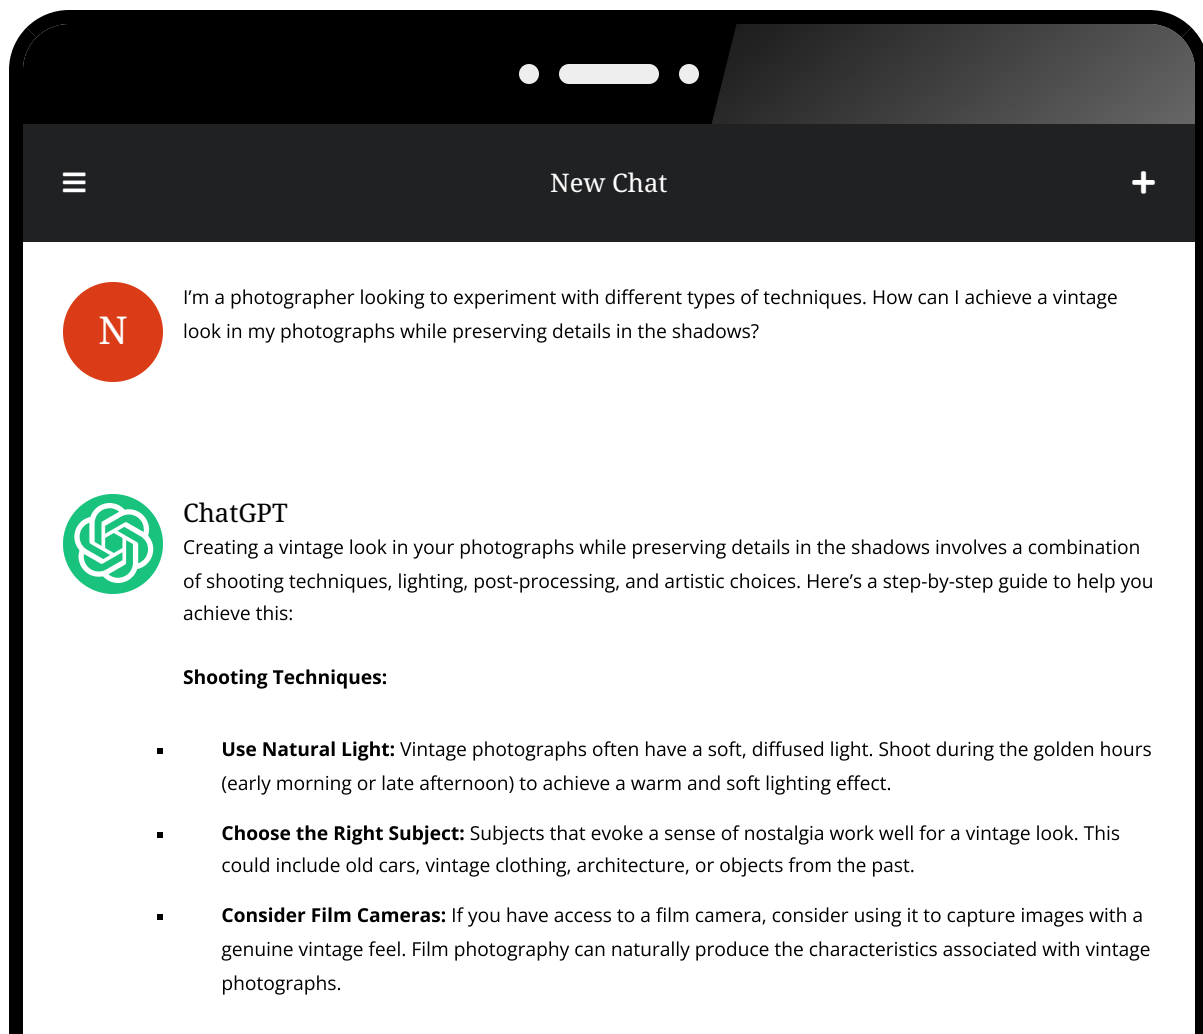 New Chat
N
I’m a photographer looking to experiment with different types of techniques. How can I achieve a vintage
look in my photographs while preserving details in the shadows?
ChatGPT
Creating a vintage look in your photographs while preserving details in the shadows involves a combination
of shooting techniques, lighting, post-processing, and artistic choices. Here’s a step-by-step guide to help you
achieve this:
Shooting Techniques:
Use Natural Light: Vintage photographs often have a soft, diffused light. Shoot during the golden hours
(early morning or late afternoon) to achieve a warm and soft lighting effect.
Choose the Right Subject: Subjects that evoke a sense of nostalgia work well for a vintage look. This
could include old cars, vintage clothing, architecture, or objects from the past.
Consider Film Cameras: If you have access to a film camera, consider using it to capture images with a
genuine vintage feel. Film photography can naturally produce the characteristics associated with vintage
photographs.